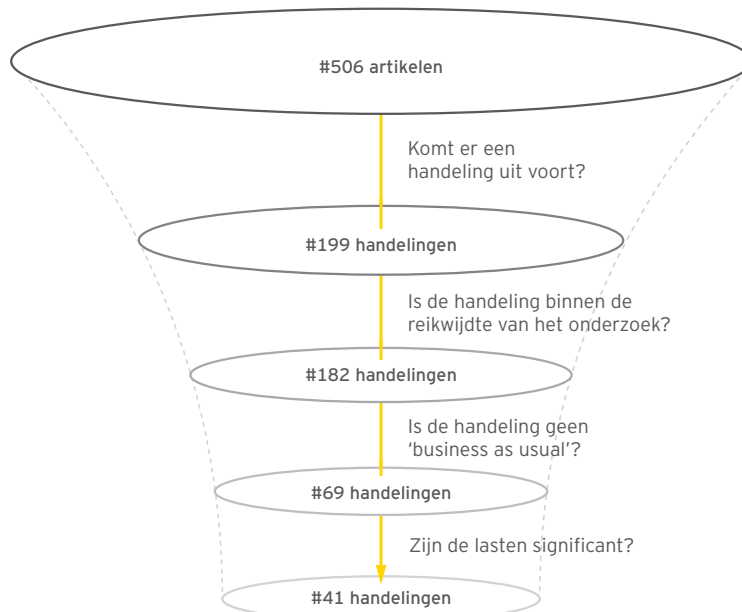 #506 artikelen
Komt er een
handeling uit voort?
#199 handelingen
Is de handeling binnen de
reikwijdte van het onderzoek?
#182 handelingen
Is de handeling geen
‘business as usual’?
#69 handelingen
Zijn de lasten significant?
#41 handelingen